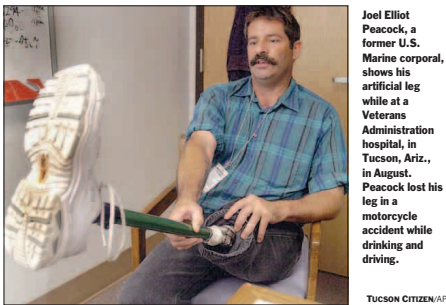 Joel Elliot
Peacock, a
former U.S.
Marine corporal,
shows his
artificial leg
while at a
Veterans
Administration
hospital, in
Tucson, Ariz.,
in August.
Peacock lost his
leg in a
motorcycle
accident while
drinking and
driving.
TUCSON CITIZEN/AP